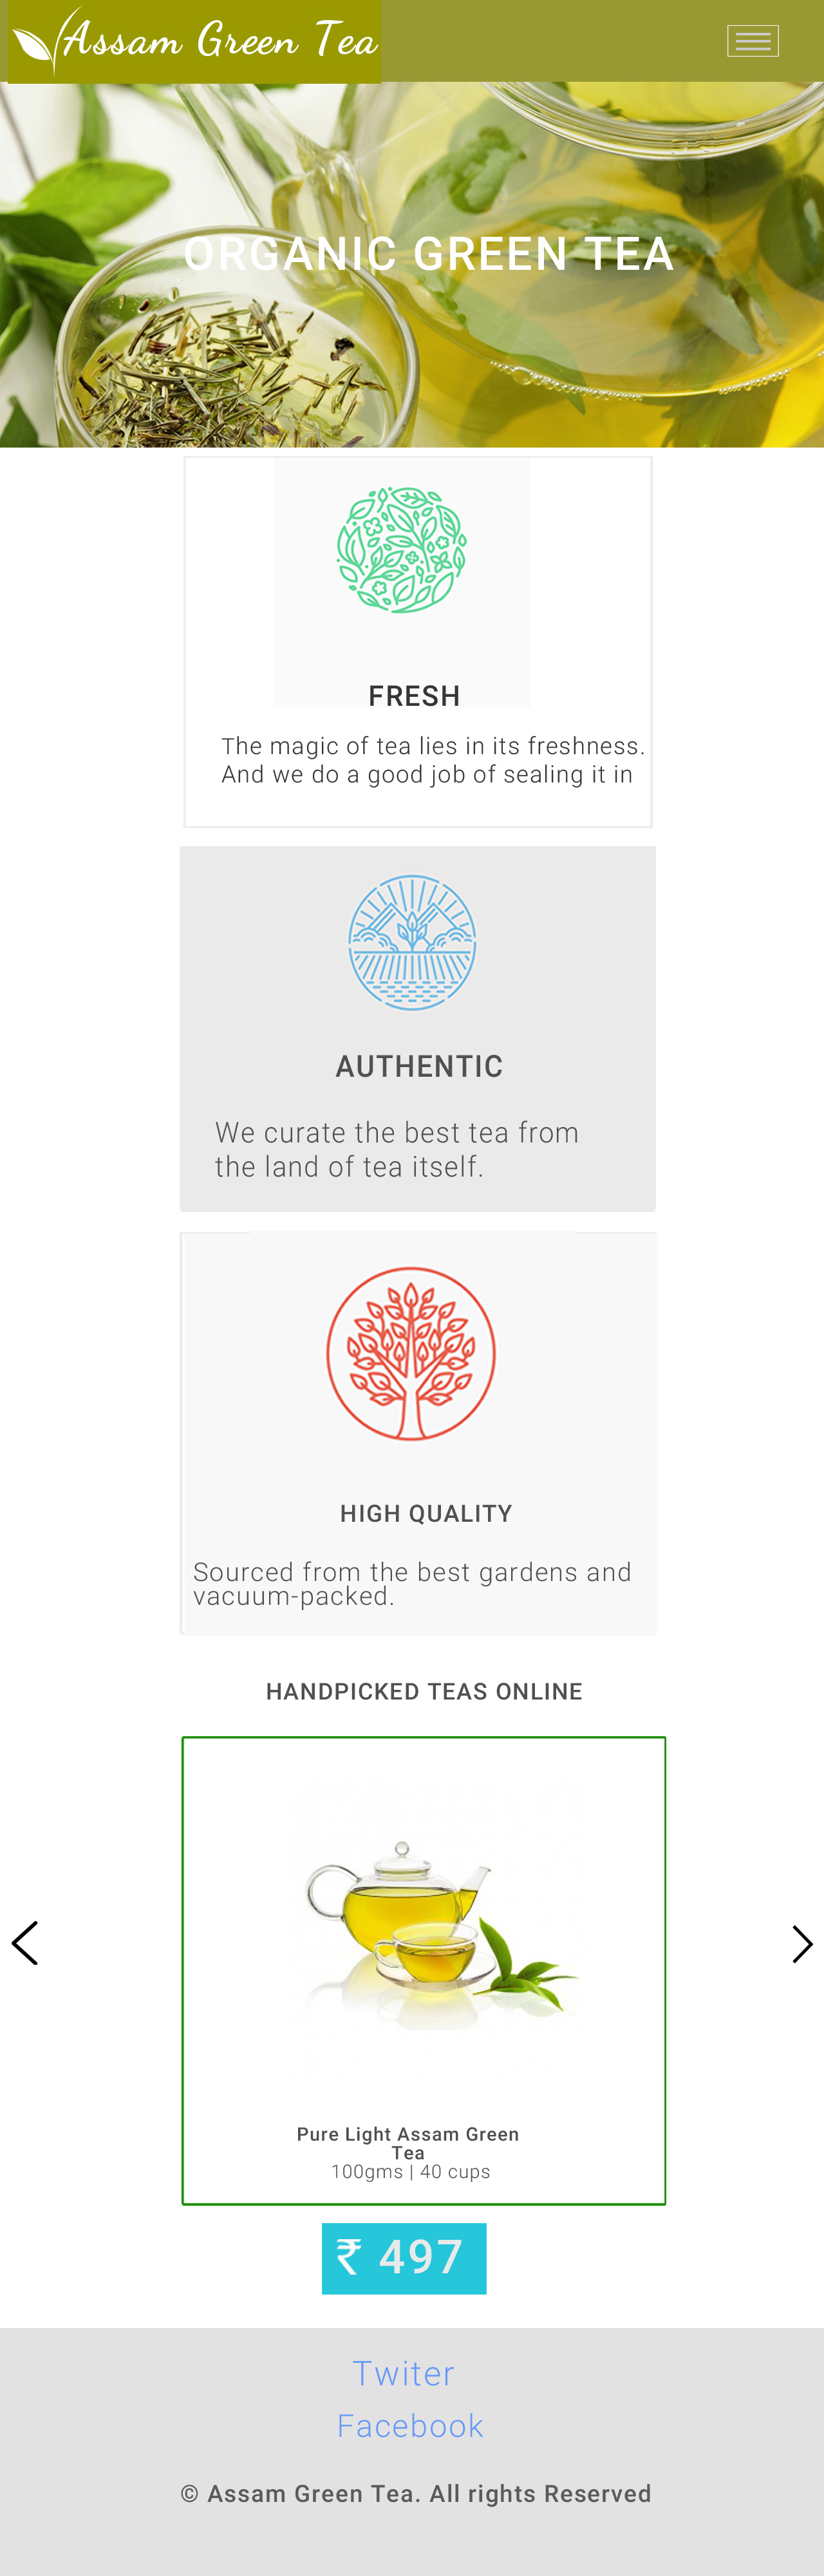 Assam Green Tea
ORGANIC GREEN TEA
FRESH
The magic of tea lies in its freshness.
And we do a good job of sealing it in
AUTHENTIC
We curate the best tea from
the land of tea itself.
HIGH QUALITY
Sourced from the best gardens and
vacuum-packed.
HANDPICKED TEAS ONLINE
Pure Light Assam Green
Tea
100gms | 40 cups
₹ 497
Twiter
Facebook
© Assam Green Tea. All rights Reserved